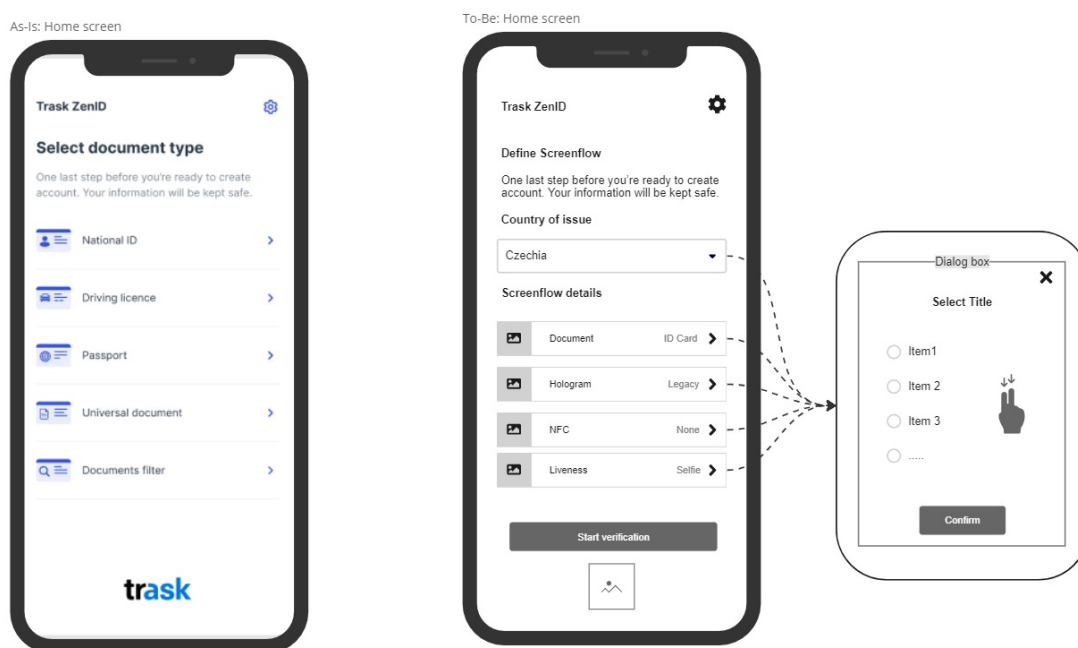 As-Is: Home screen
Trask ZenID
Select document type
One last step before you're ready to create
account. Your information will be kept safe.
National ID
Driving licence
Passport
Universal document
Documents filter
trask
To-Be: Home screen
Trask ZenID
Define Screenflow
One last step before you're ready to create
account. Your information will be kept safe.
Country of issue
Czechia
Screenflow details
Document ID Card
Hologram Legacy
NFC None
Liveness Selfie
Start verification
Dialog box
Select Title
Item1
Item 2
Item 3
.....
Confirm